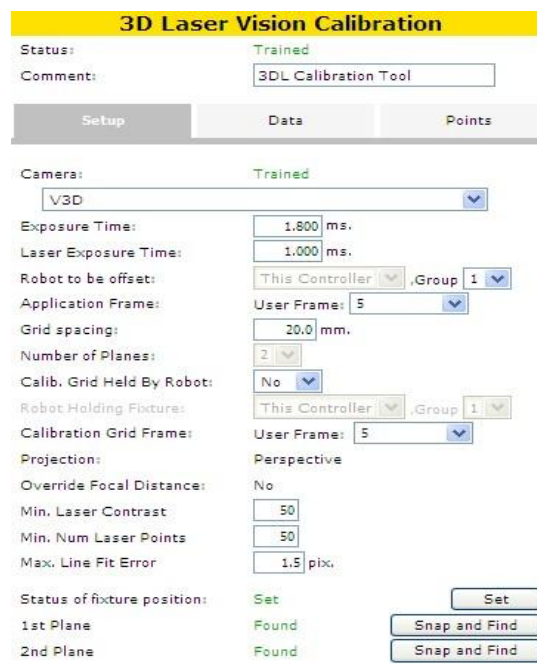 3D Laser Vision Calibration
Status: Trained
Comment: 3DL Calibration Tool
Setup Data Points
Camera: Trained
V3D
Exposure Time: 1.800 ms.
Laser Exposure Time: 1.000 ms.
Robot to be offset: This Controller ,Group 1
Application Frame: User Frame: 5
Grid spacing: 20.0 mm.
Number of Planes: 2
Calib. Grid Held By Robot: No
Robot Holding Fixture: This Controller ,Group 1
Calibration Grid Frame: User Frame: 5
Projection: Perspective
Override Focal Distance: No
Min. Laser Contrast 50
Min. Num Laser Points 50
Max. Line Fit Error 1.5 pix.
Status of fixture position: Set Set
1st Plane Found Snap and Find
2nd Plane Found Snap and Find